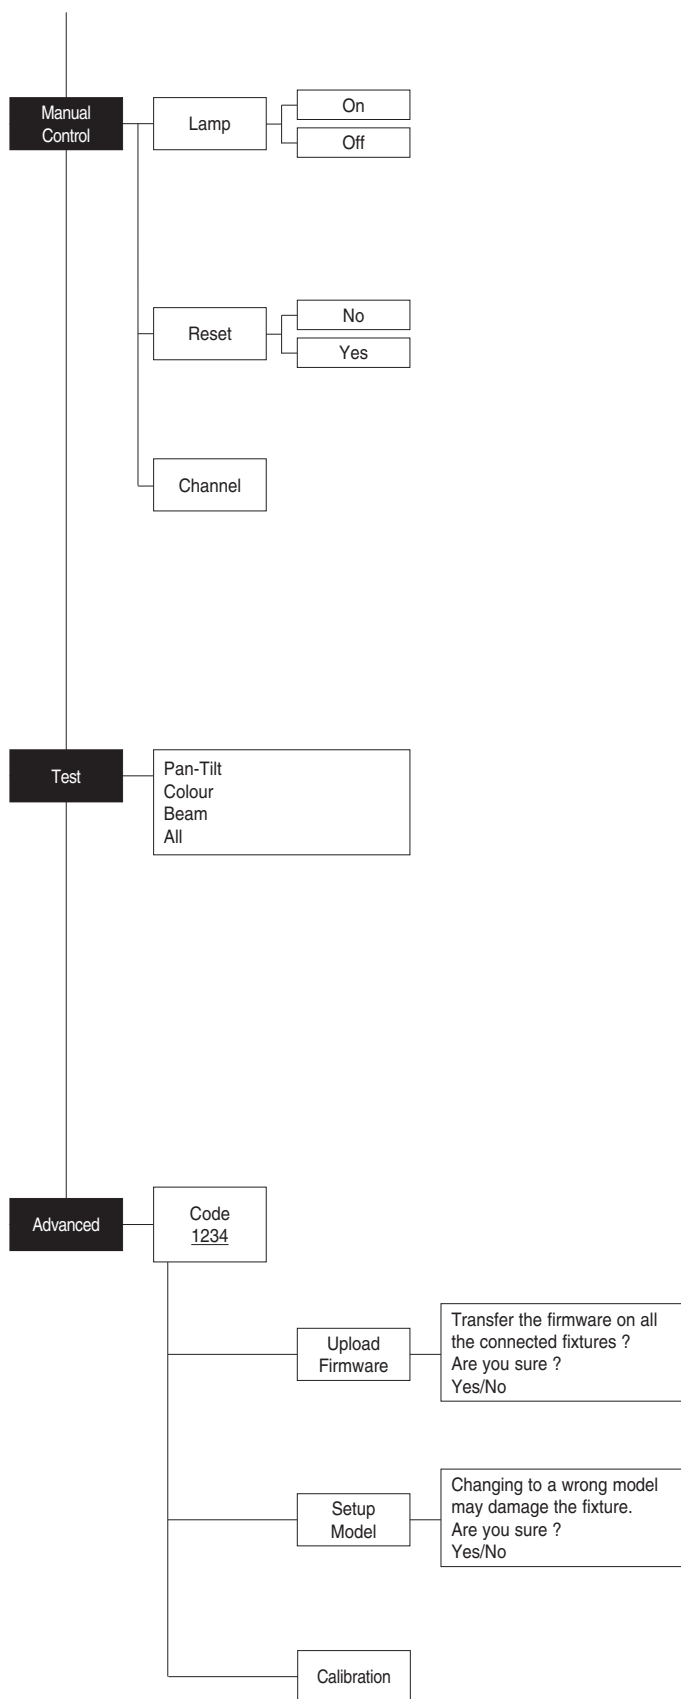 Manual
Control
Lamp
On
Off
Reset
No
Yes
Channel
Test
Pan-Tilt
Colour
Beam
All
Advanced
Code
1234
Upload
Firmware
Transfer the firmware on all
the connected fixtures ?
Are you sure ?
Yes/No
Setup
Model
Changing to a wrong model
may damage the fixture.
Are you sure ?
Yes/No
Calibration